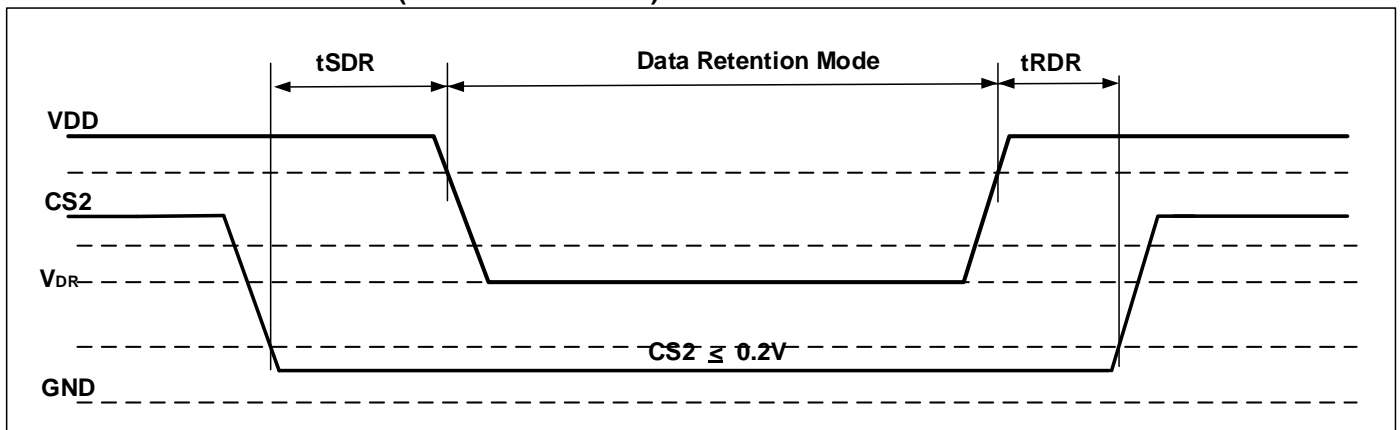 tSDR Data Retention Mode tRDR
VDD
CS2
VDR
CS2 ≤ 0.2V
GND